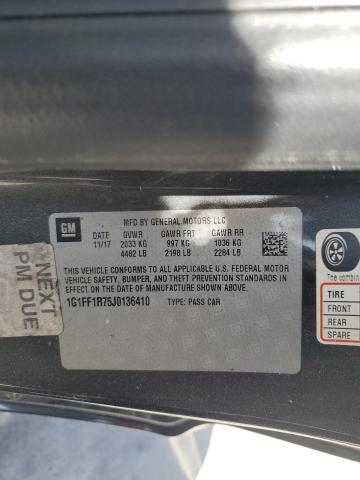 GM
MFD BY GENERAL MOTORS LLC
DATE GVWR GAWR FRT GAWR RR
11/17 2033 KG 997 KG 1036 KG
4482 LB 2198 LB 2284 LB
THIS VEHICLE CONFORMS TO ALL APPLICABLE U.S. FEDERAL MOTOR
VEHICLE SAFETY, BUMPER, AND THEFT PREVENTION STANDARDS IN
EFFECT ON THE DATE OF MANUFACTURE SHOWN ABOVE.
1G1FF1R75J0136410 TYPE: PASS CAR
NEXT
PM DUE
The combin
TIRE
FRONT
REAR
SPARE